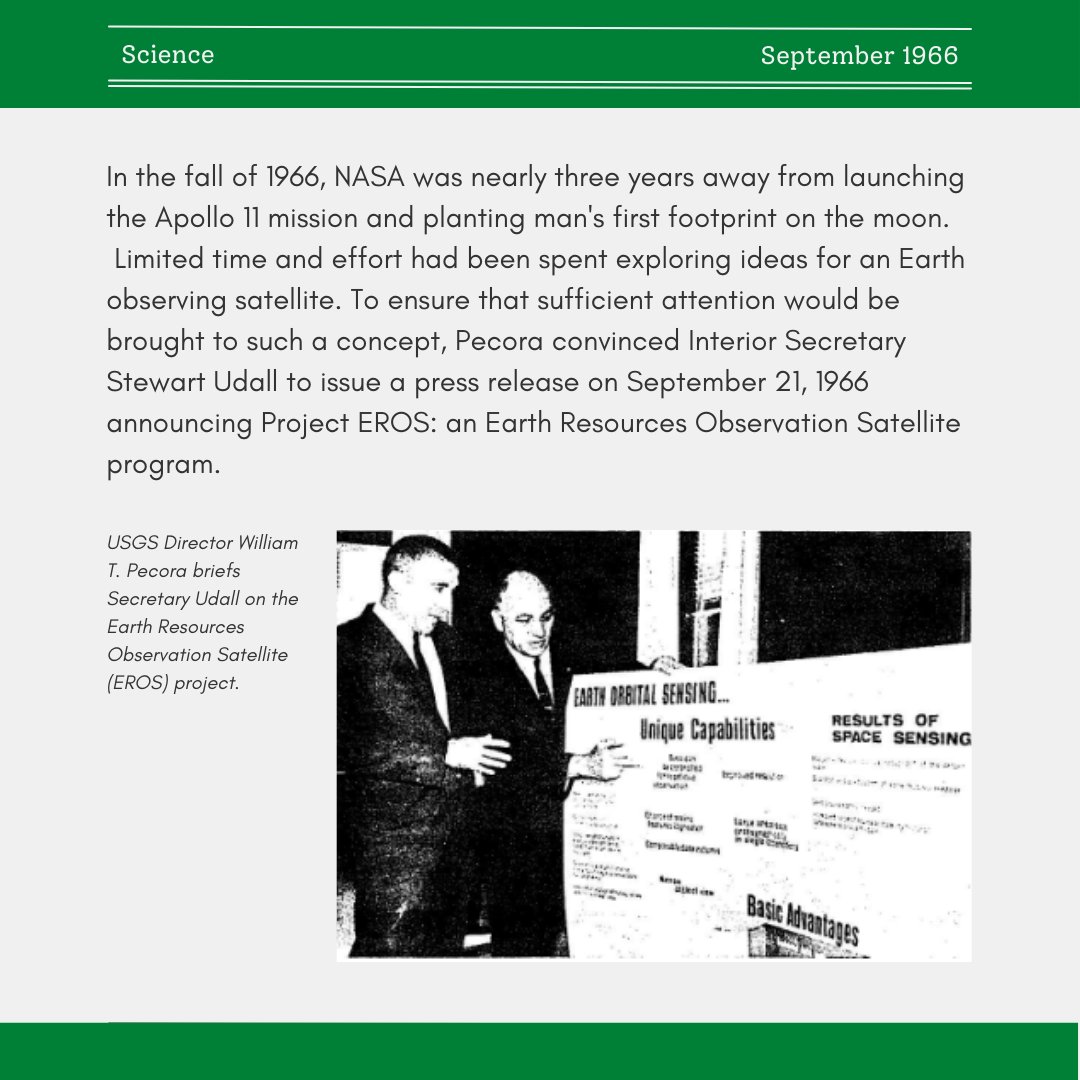 Science
September 1966
In the fall of 1966, NASA was nearly three years away from launching
the Apollo 11 mission and planting man's first footprint on the moon.
Limited time and effort had been spent exploring ideas for an Earth
observing satellite. To ensure that sufficient attention would be
brought to such a concept, Pecora convinced Interior Secretary
Stewart Udall to issue a press release on September 21, 1966
announcing Project EROS: an Earth Resources Observation Satellite
program.
USGS Director William
T. Pecora briefs
Secretary Udall on the
Earth Resources
Observation Satellite
(EROS) project.
EARTH ORBITAL SENSING...
Unique Capabilities
RESULTS OF
SPACE SENSING
Basic Advantages